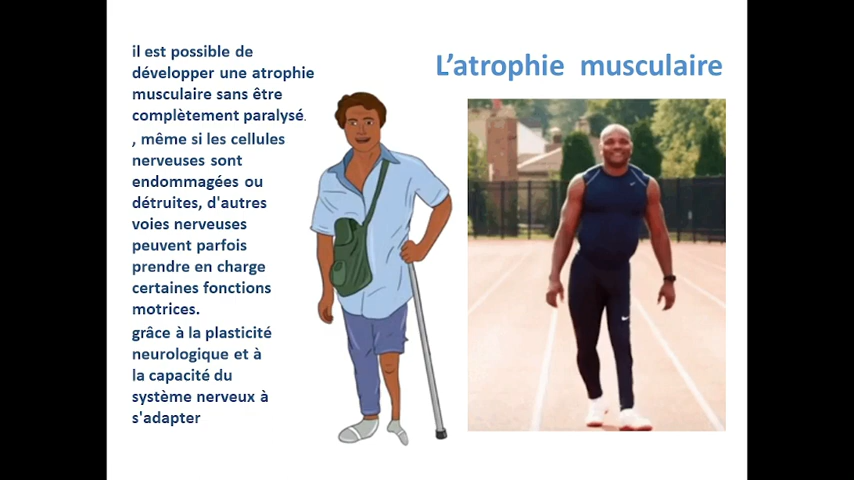 L'atrophie musculaire
il est possible de
développer une atrophie
musculaire sans être
complètement paralysé.
, même si les cellules
nerveuses sont
endommagées ou
détruites, d'autres
voies nerveuses
peuvent parfois
prendre en charge
certaines fonctions
motrices.
grâce à la plasticité
neurologique et à
la capacité du
système nerveux à
s'adapter